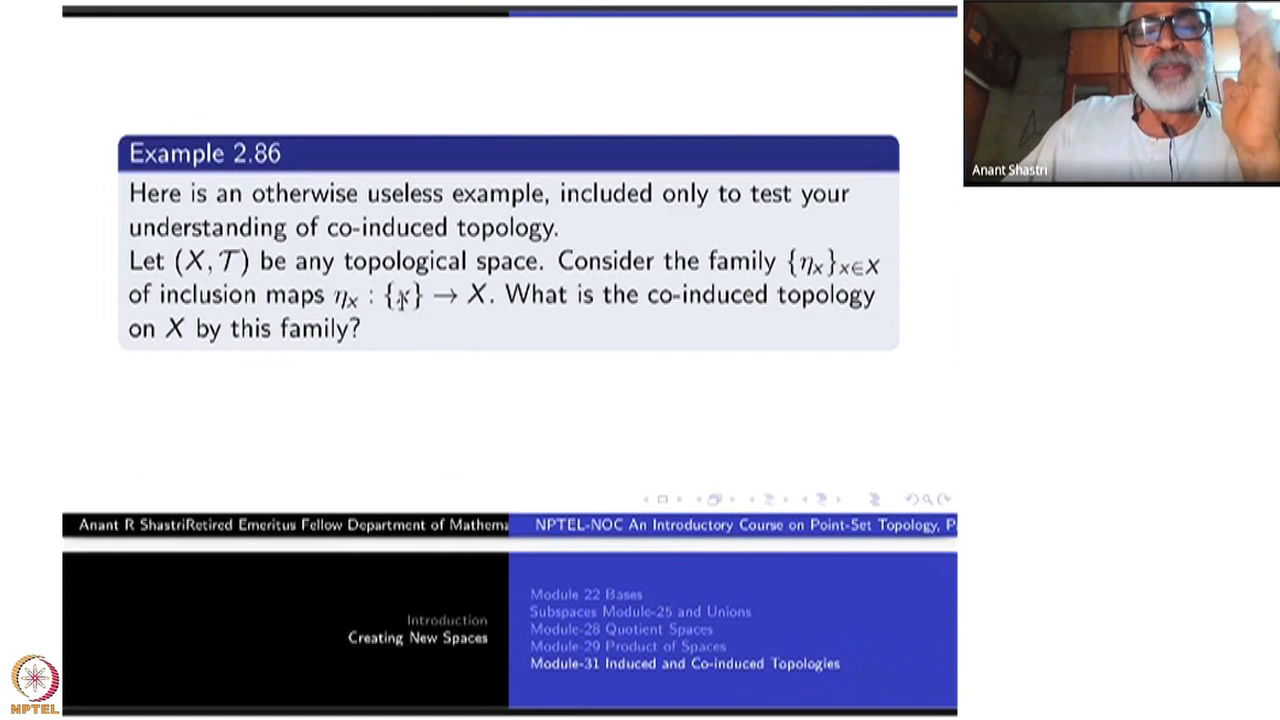 Example 2.86
Here is an otherwise useless example, included only to test your
understanding of co-induced topology.
Let (X, 𝒯) be any topological space. Consider the family {ηₓ}ₓ∈X
of inclusion maps ηₓ : {x} → X. What is the co-induced topology
on X by this family?
Anant Shastri
Anant R ShastriRetired Emeritus Fellow Department of Mathema
NPTEL-NOC An Introductory Course on Point-Set Topology, P
Introduction
Creating New Spaces
Module 22 Bases
Subspaces Module-25 and Unions
Module-28 Quotient Spaces
Module-29 Product of Spaces
Module-31 Induced and Co-induced Topologies
NPTEL